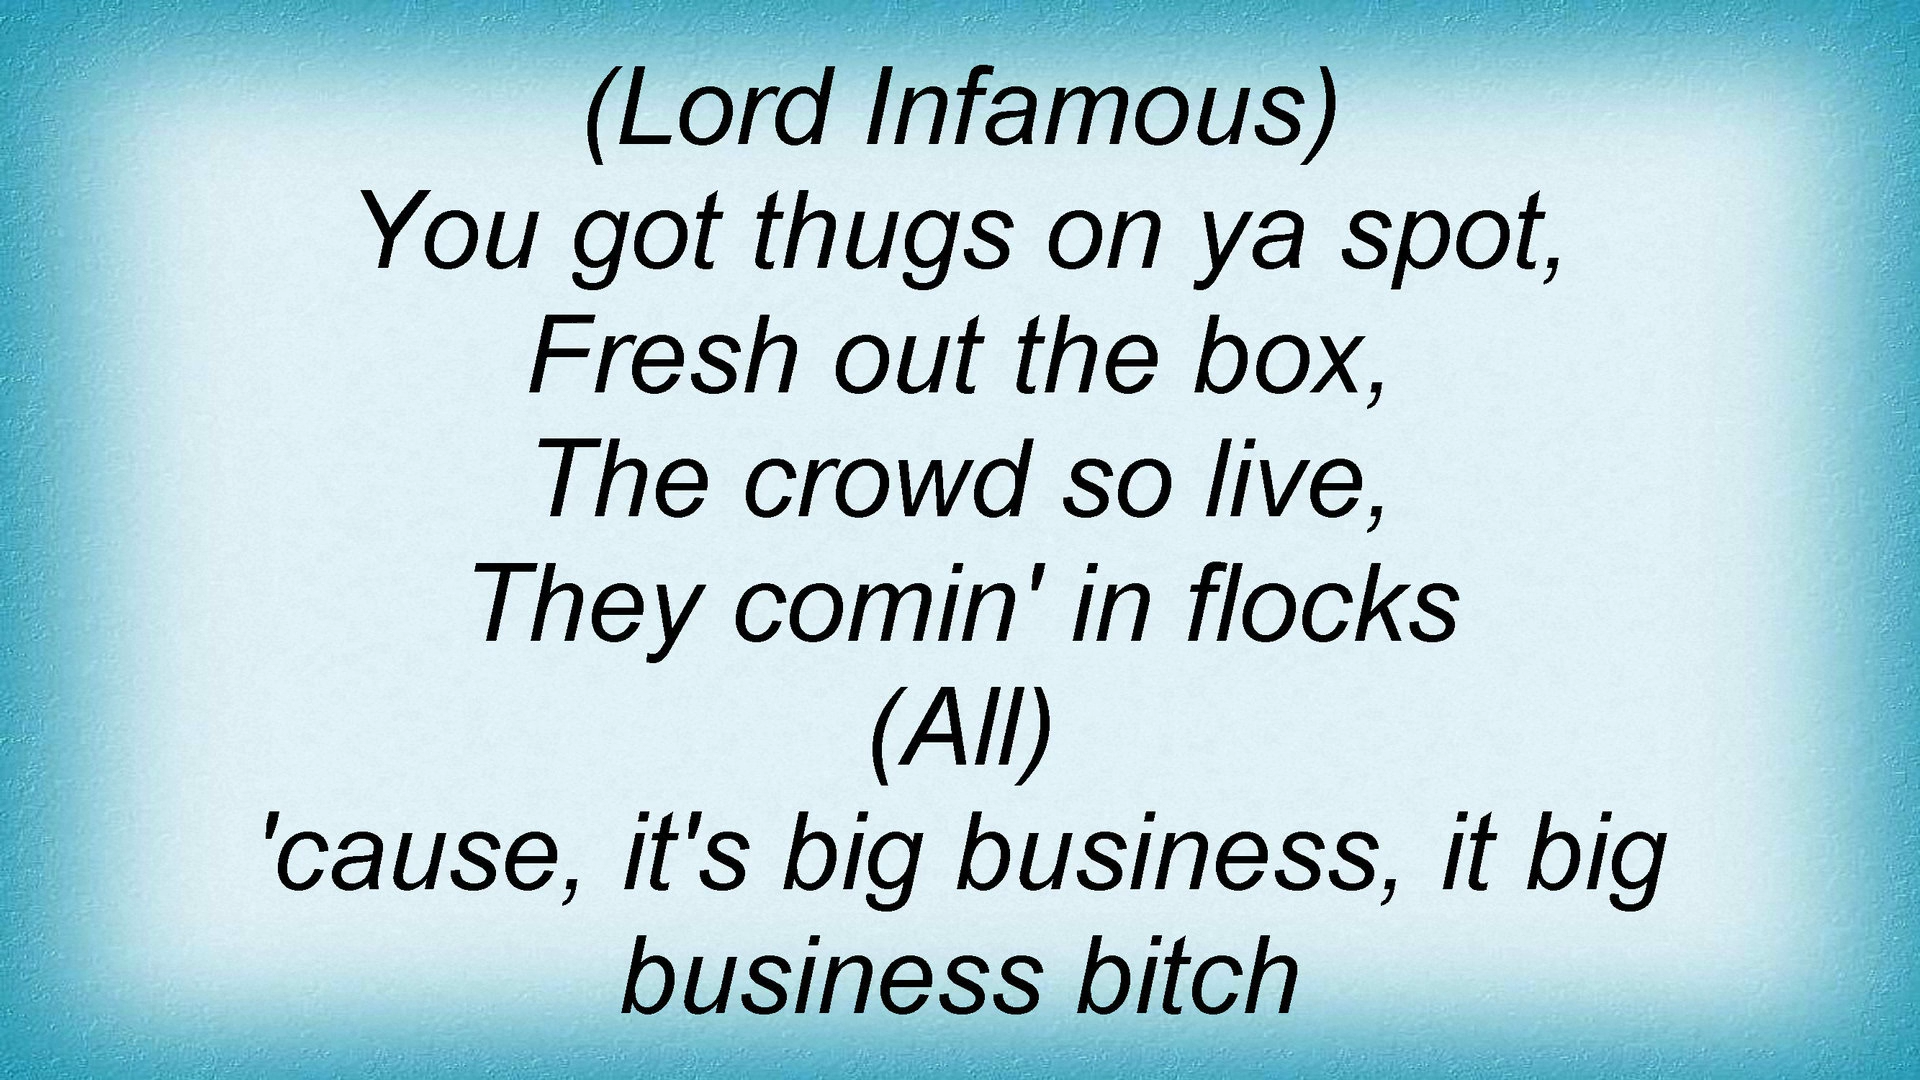 (Lord Infamous)
You got thugs on ya spot,
Fresh out the box,
The crowd so live,
They comin' in flocks
(All)
'cause, it's big business, it big
business bitch